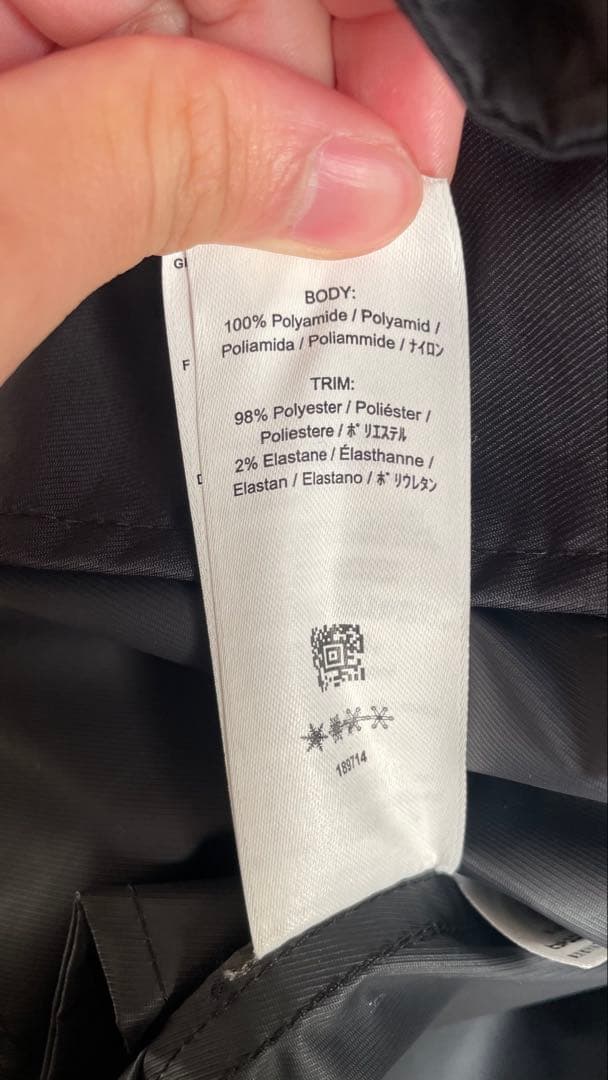 BODY:
100% Polyamide / Polyamid /
Poliamida / Poliammide / ﾅｲﾛﾝ
TRIM:
98% Polyester / Poliéster /
Poliestere / ﾎﾟﾘｴｽﾃﾙ
2% Elastane / Élasthanne /
Elastan / Elastano / ﾎﾟﾘｳﾚﾀﾝ
189714
F